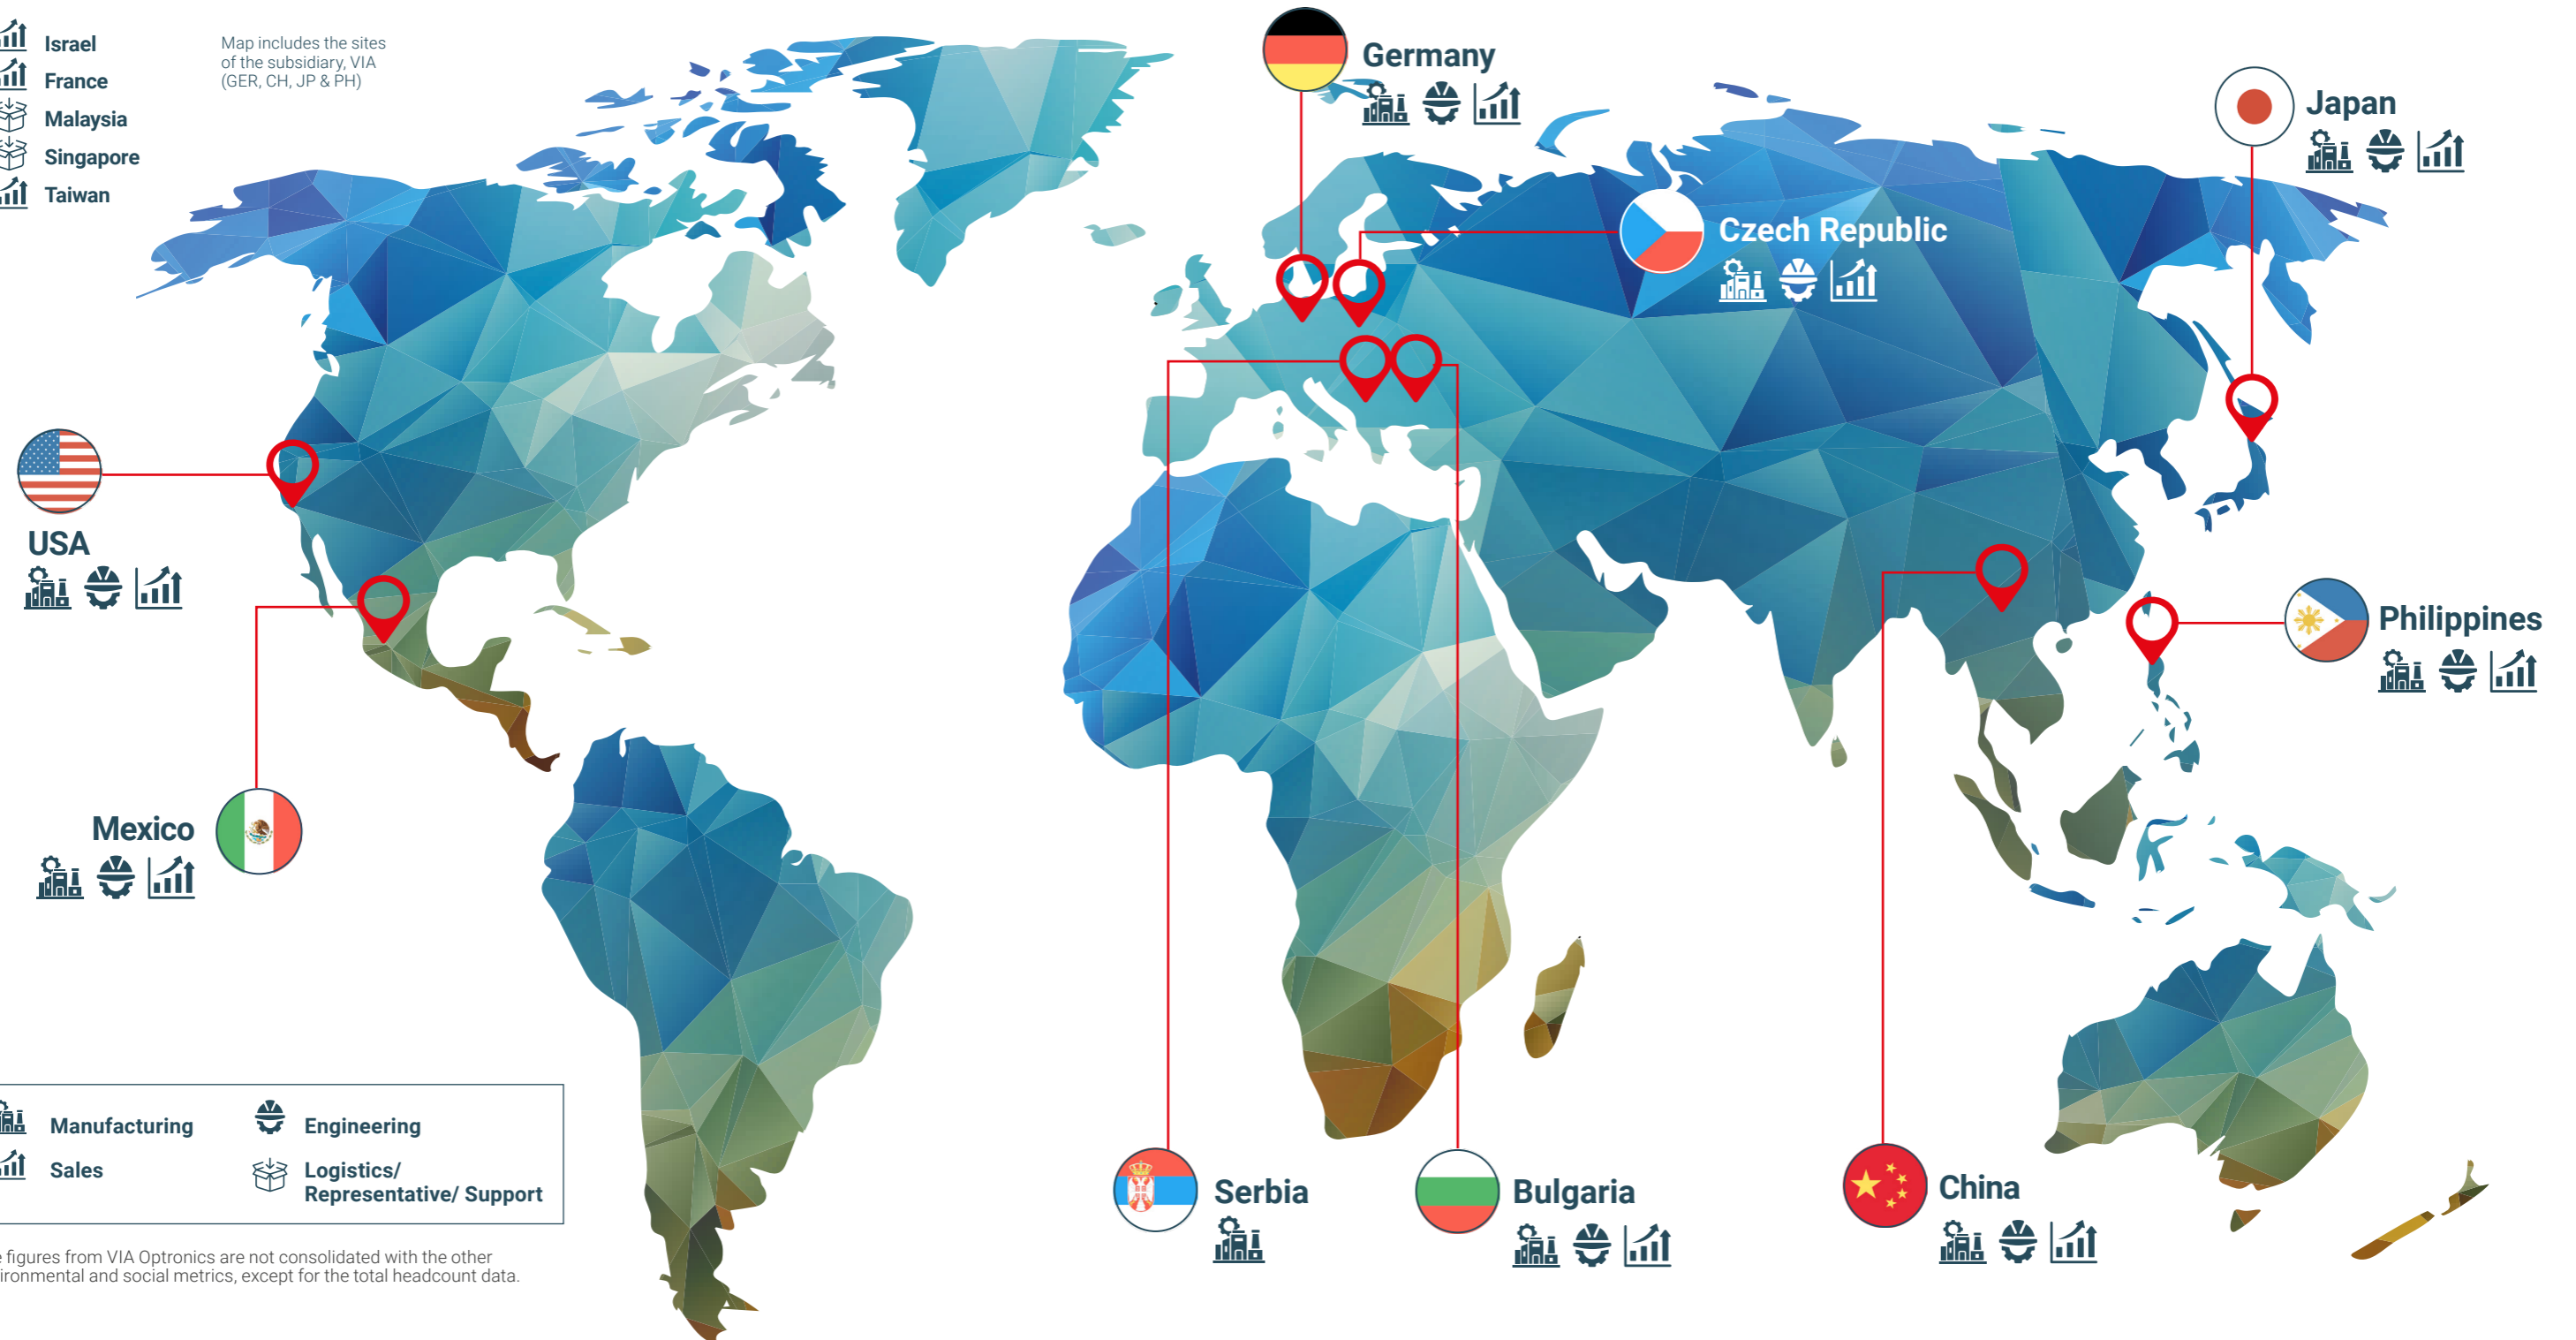 Israel
France
Malaysia
Singapore
Taiwan
Map includes the sites
of the subsidiary, VIA
(GER, CH, JP & PH)
Germany
Japan
Czech Republic
USA
Philippines
Mexico
Manufacturing
Engineering
Sales
Logistics/
Representative/ Support
Serbia
Bulgaria
China
figures from VIA Optronics are not consolidated with the other
and social metrics, except for the total headcount data.